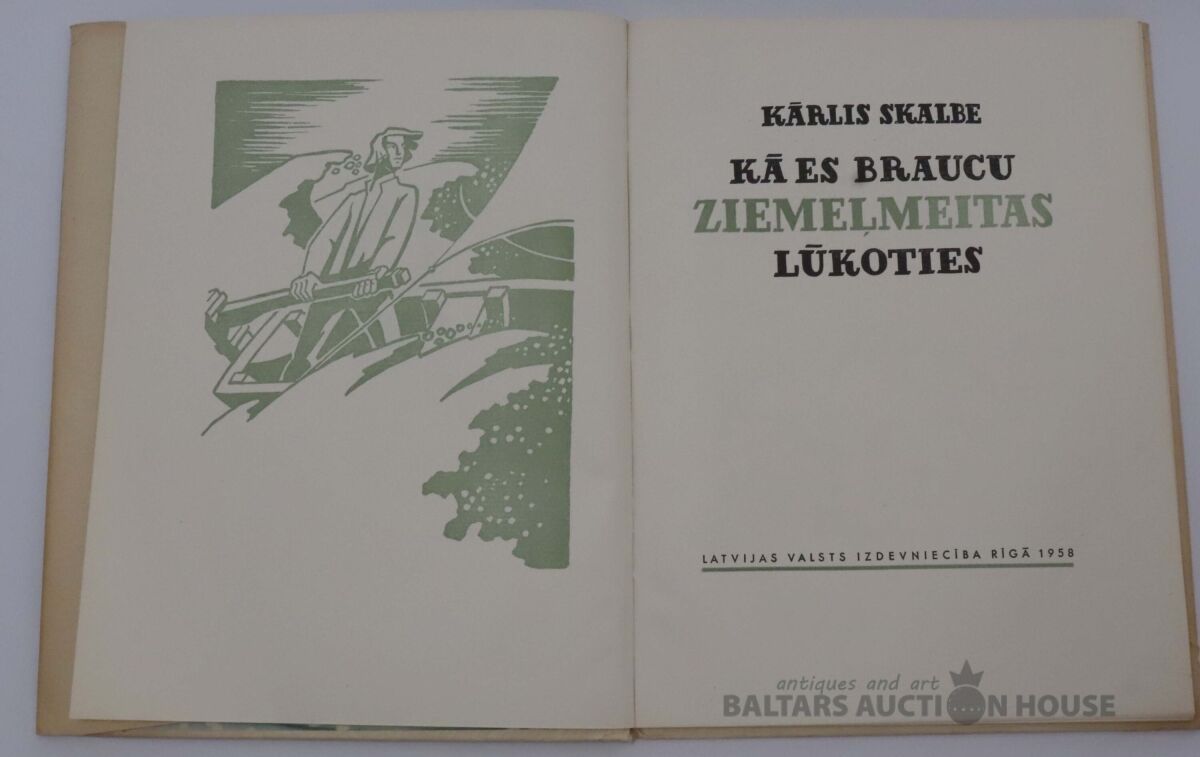 KĀRLIS SKALBE
KĀ ES BRAUCU
ZIEMEĻMEITAS
LŪKOTIES
LATVIJAS VALSTS IZDEVNIECĪBA RĪGĀ 1958
antiques and art
BALTARS AUCTION HOUSE